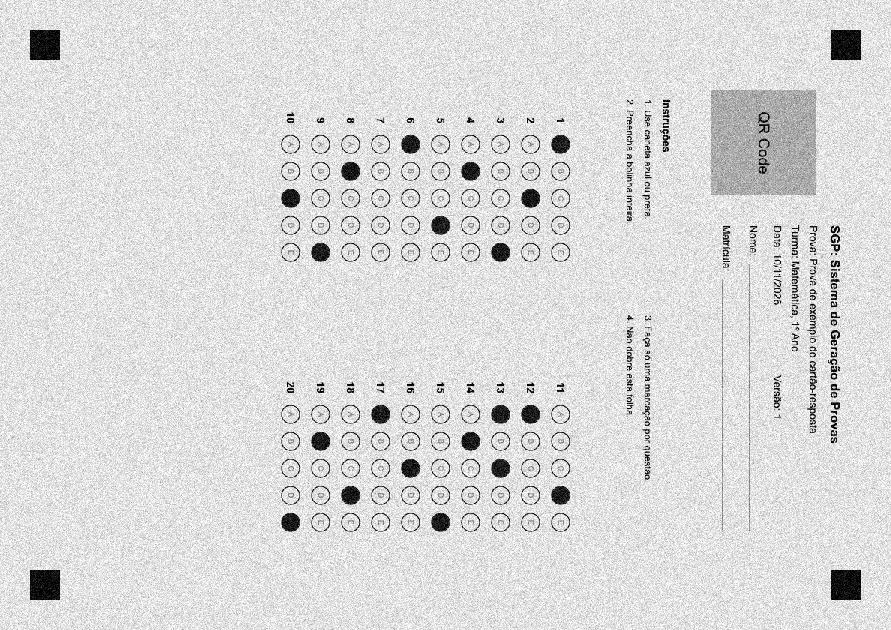 SGP: Sistema de Geração de Provas
Prova: Prova de exemplo de cartão-resposta
Turma: Matemática, 1º Ano
Data: 10/11/2026 Versão: 1
Nome:
Matrícula:
QR Code
Instruções
1. Use caneta azul ou preta.
2. Preencha a bolinha inteira.
3. Faça só uma marcação por questão.
4. Não dobre esta folha.
1 B C D E
2 A B D E
3 A B C D
4 A C D E
5 A B C E
6 B C D E
7 A B C D E
8 A C D E
9 A B C D
10 A B D E
11 A B C E
12 B C D E
13 B D E
14 A C D E
15 A B C D
16 A B D E
17 B C D E
18 A B C E
19 A C D E
20 A B C D